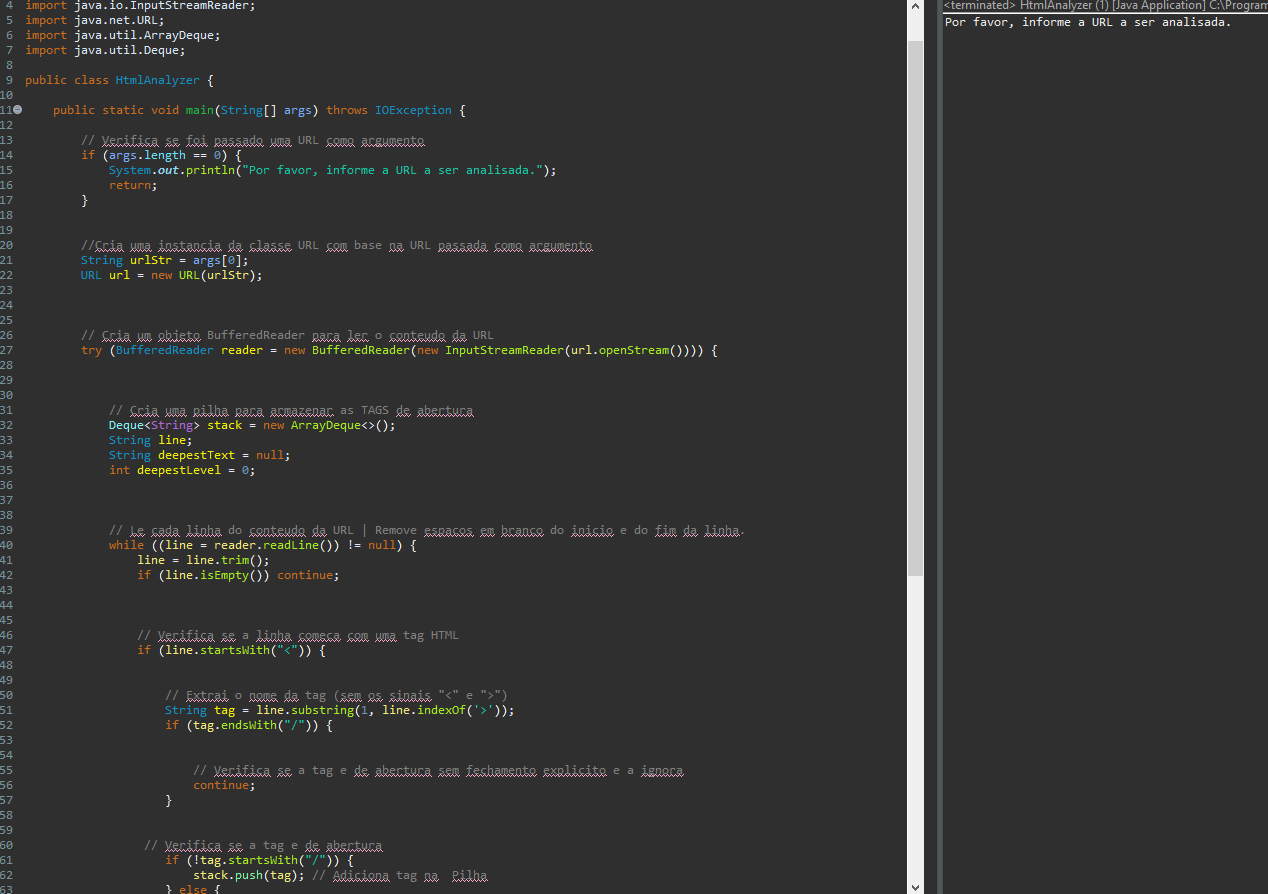 4 import java.io.InputStreamReader;
5 import java.net.URL;
6 import java.util.ArrayDeque;
7 import java.util.Deque;
8
9 public class HtmlAnalyzer {
10
11 public static void main(String[] args) throws IOException {
12
13 // Verifica se foi passado uma URL como argumento
14 if (args.length == 0) {
15 System.out.println("Por favor, informe a URL a ser analisada.");
16 return;
17 }
18
19
20 //Cria uma instancia da classe URL com base na URL passada como argumento
21 String urlStr = args[0];
22 URL url = new URL(urlStr);
23
24
25
26 // Cria um objeto BufferedReader para ler o conteudo da URL
27 try (BufferedReader reader = new BufferedReader(new InputStreamReader(url.openStream()))) {
28
29
30
31 // Cria uma pilha para armazenar as TAGS de abertura
32 Deque<String> stack = new ArrayDeque<>();
33 String line;
34 String deepestText = null;
35 int deepestLevel = 0;
36
37
38
39 // Le cada linha do conteudo da URL | Remove espacos em branco do inicio e do fim da linha.
40 while ((line = reader.readLine()) != null) {
41 line = line.trim();
42 if (line.isEmpty()) continue;
43
44
45
46 // Verifica se a linha comeca com uma tag HTML
47 if (line.startsWith("<")) {
48
49
50 // Extrai o nome da tag (sem os sinais "<" e ">")
51 String tag = line.substring(1, line.indexOf('>'));
52 if (tag.endsWith("/")) {
53
54
55 // Verifica se a tag e de abertura sem fechamento explicito e a ignora
56 continue;
57 }
58
59
60 // Verifica se a tag e de abertura
61 if (!tag.startsWith("/")) {
62 stack.push(tag); // Adiciona tag na  Pilha
63 } else {
<terminated> HtmlAnalyzer (1) [Java Application] C:\Program
Por favor, informe a URL a ser analisada.